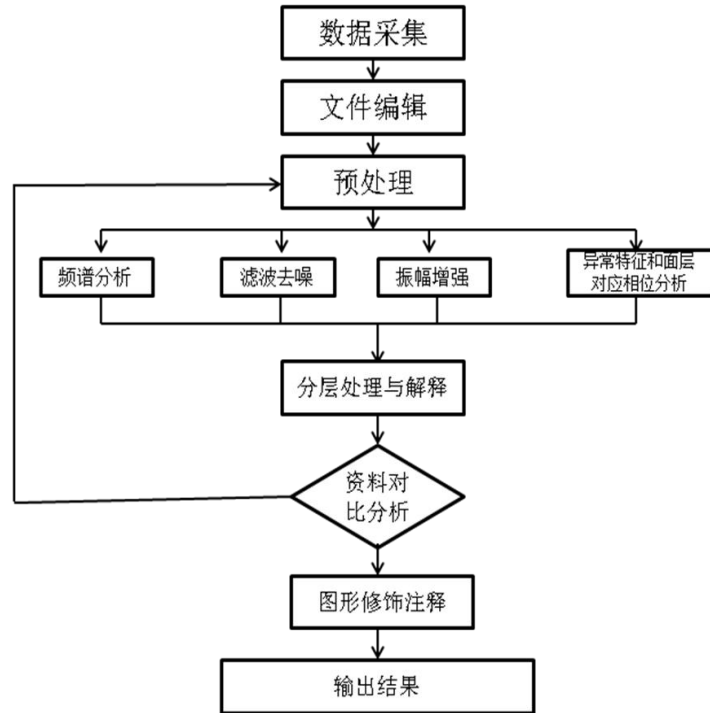 数据采集
文件编辑
预处理
频谱分析
滤波去噪
振幅增强
异常特征和面层
对应相位分析
分层处理与解释
资料对
比分析
图形修饰注释
输出结果